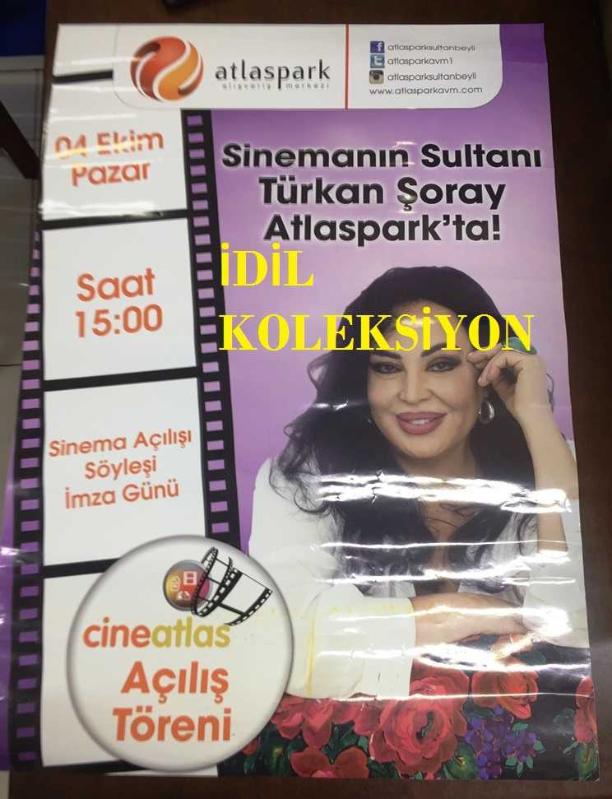 atlaspark
alışveriş merkezi
atlasparksultanbeyli
atlasparkavm1
atlasparksultanbeyli
www.atlasparkavm.com
04 Ekim
Pazar
Saat
15:00
Sinema Açılışı
Söyleşi
İmza Günü
cineatlas
Açılış
Töreni
Sinemanın Sultanı
Türkan Şoray
Atlaspark'ta!
İDİL
KOLEKSİYON